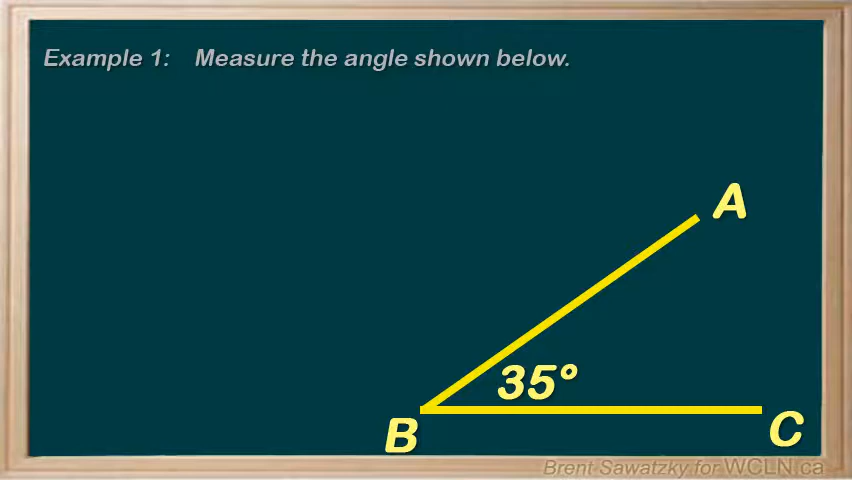 Example 1: Measure the angle shown below.
A
35°
B
C
Brent Sawatzky for WCLN.ca